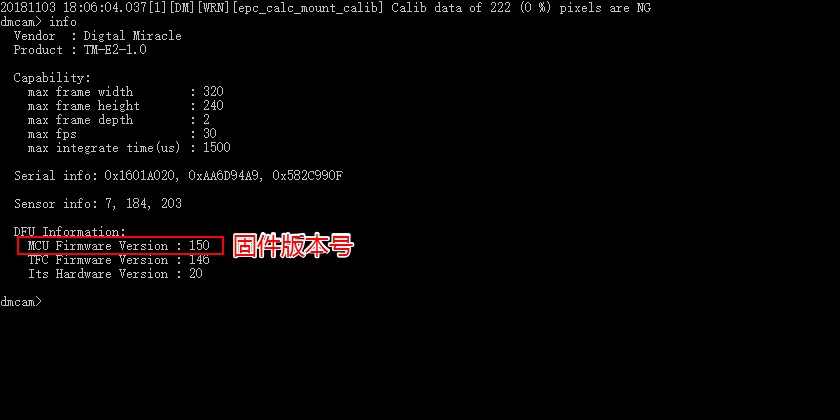 20181103 18:06:04.037[1][DM][WRN][epc_calc_mount_calib] Calib data of 222 (0 %) pixels are NG
dmcam> info
Vendor : Digtal Miracle
Product : TM-E2-1.0
Capability:
max frame width : 320
max frame height : 240
max frame depth : 2
max fps : 30
max integrate time(us) : 1500
Serial info: 0x1601A020, 0xAA6D94A9, 0x582C990F
Sensor info: 7, 184, 203
DFU Information:
MCU Firmware Version : 150 固件版本号
TFC Firmware Version : 146
Its Hardware Version : 20
dmcam>